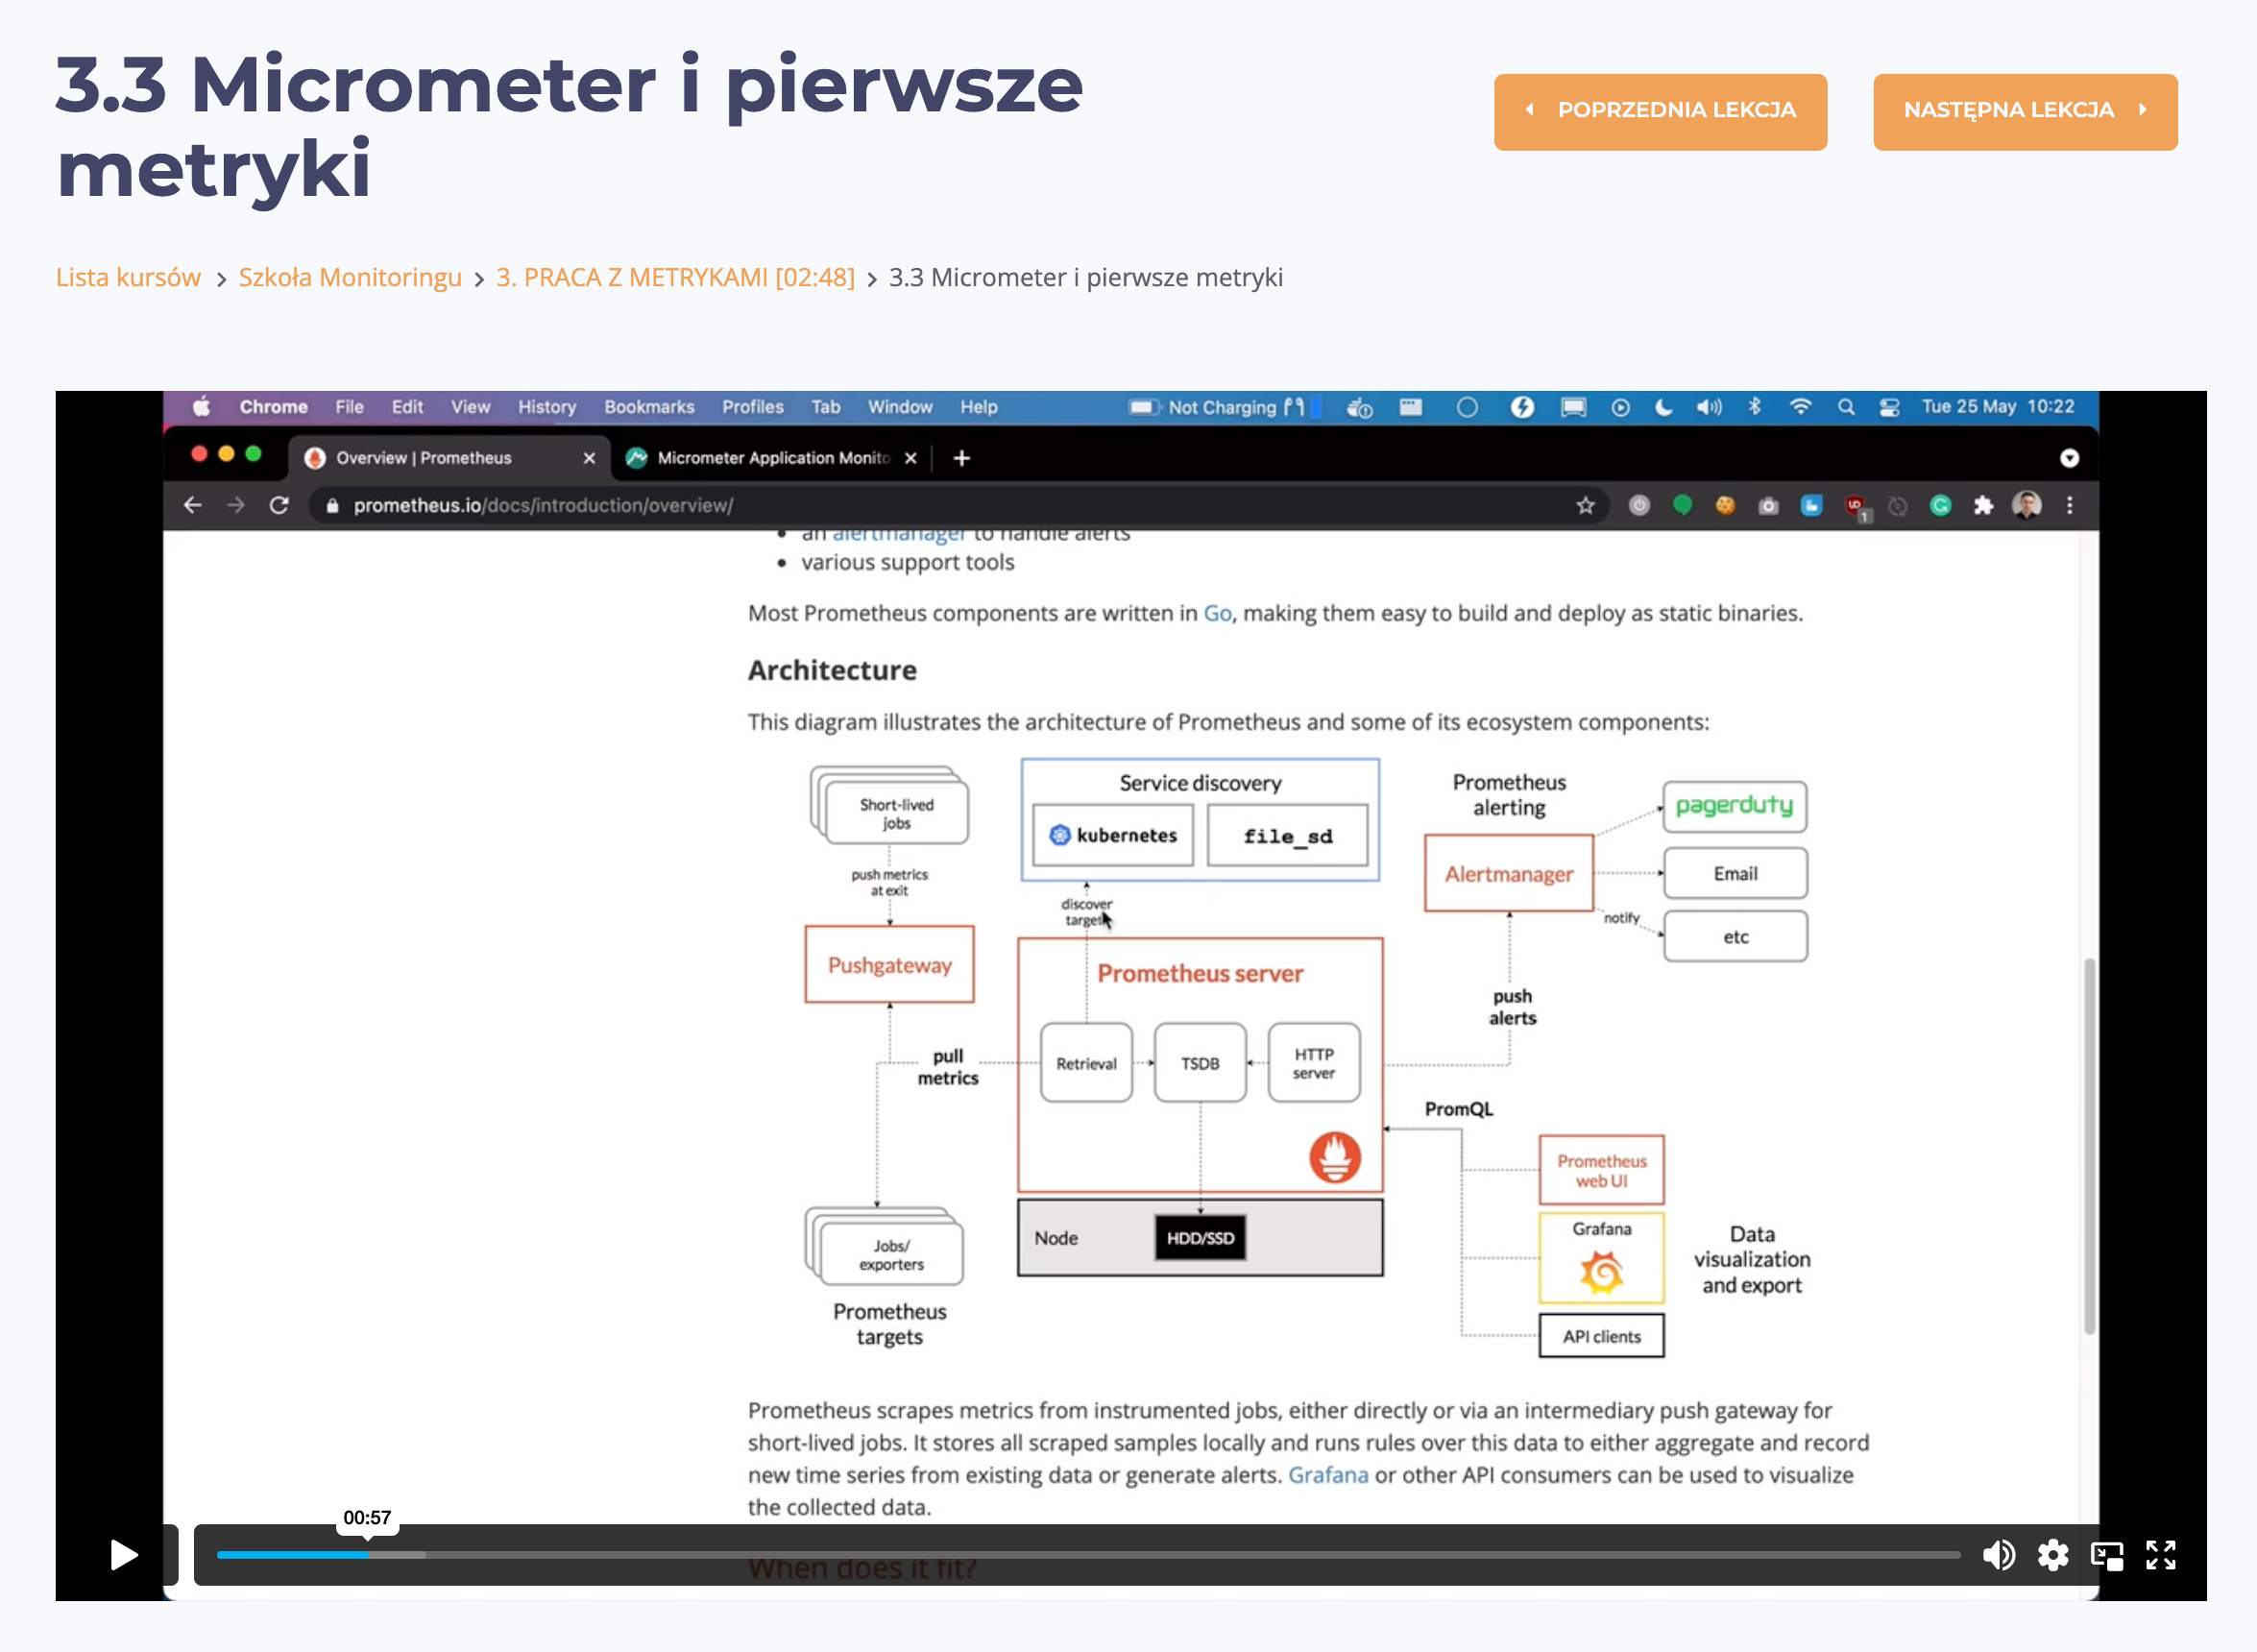 3.3 Micrometer i pierwsze
metryki
POPRZEDNIA LEKCJA
NASTĘPNA LEKCJA
Lista kursów > Szkoła Monitoringu > 3. PRACA Z METRYKAMI [02:48] > 3.3 Micrometer i pierwsze metryki
Chrome File Edit View History Bookmarks Profiles Tab Window Help Not Charging Tue 25 May 10:22
Overview | Prometheus
Micrometer Application Monito
prometheus.io/docs/introduction/overview/
1
an alertmanager to handle alerts
various support tools
Most Prometheus components are written in Go, making them easy to build and deploy as static binaries.
Architecture
This diagram illustrates the architecture of Prometheus and some of its ecosystem components:
Short-lived
jobs
push metrics
at exit
Pushgateway
pull
metrics
Jobs/
exporters
Prometheus
targets
Service discovery
kubernetes
file_sd
discover
targets
Prometheus server
Retrieval
TSDB
HTTP
server
Node
HDD/SSD
Prometheus
alerting
Alertmanager
pagerduty
Email
notify
etc
push
alerts
PromQL
Prometheus
web UI
Grafana
API clients
Data
visualization
and export
Prometheus scrapes metrics from instrumented jobs, either directly or via an intermediary push gateway for
short-lived jobs. It stores all scraped samples locally and runs rules over this data to either aggregate and record
new time series from existing data or generate alerts. Grafana or other API consumers can be used to visualize
the collected data.
00:57
When does it fit?